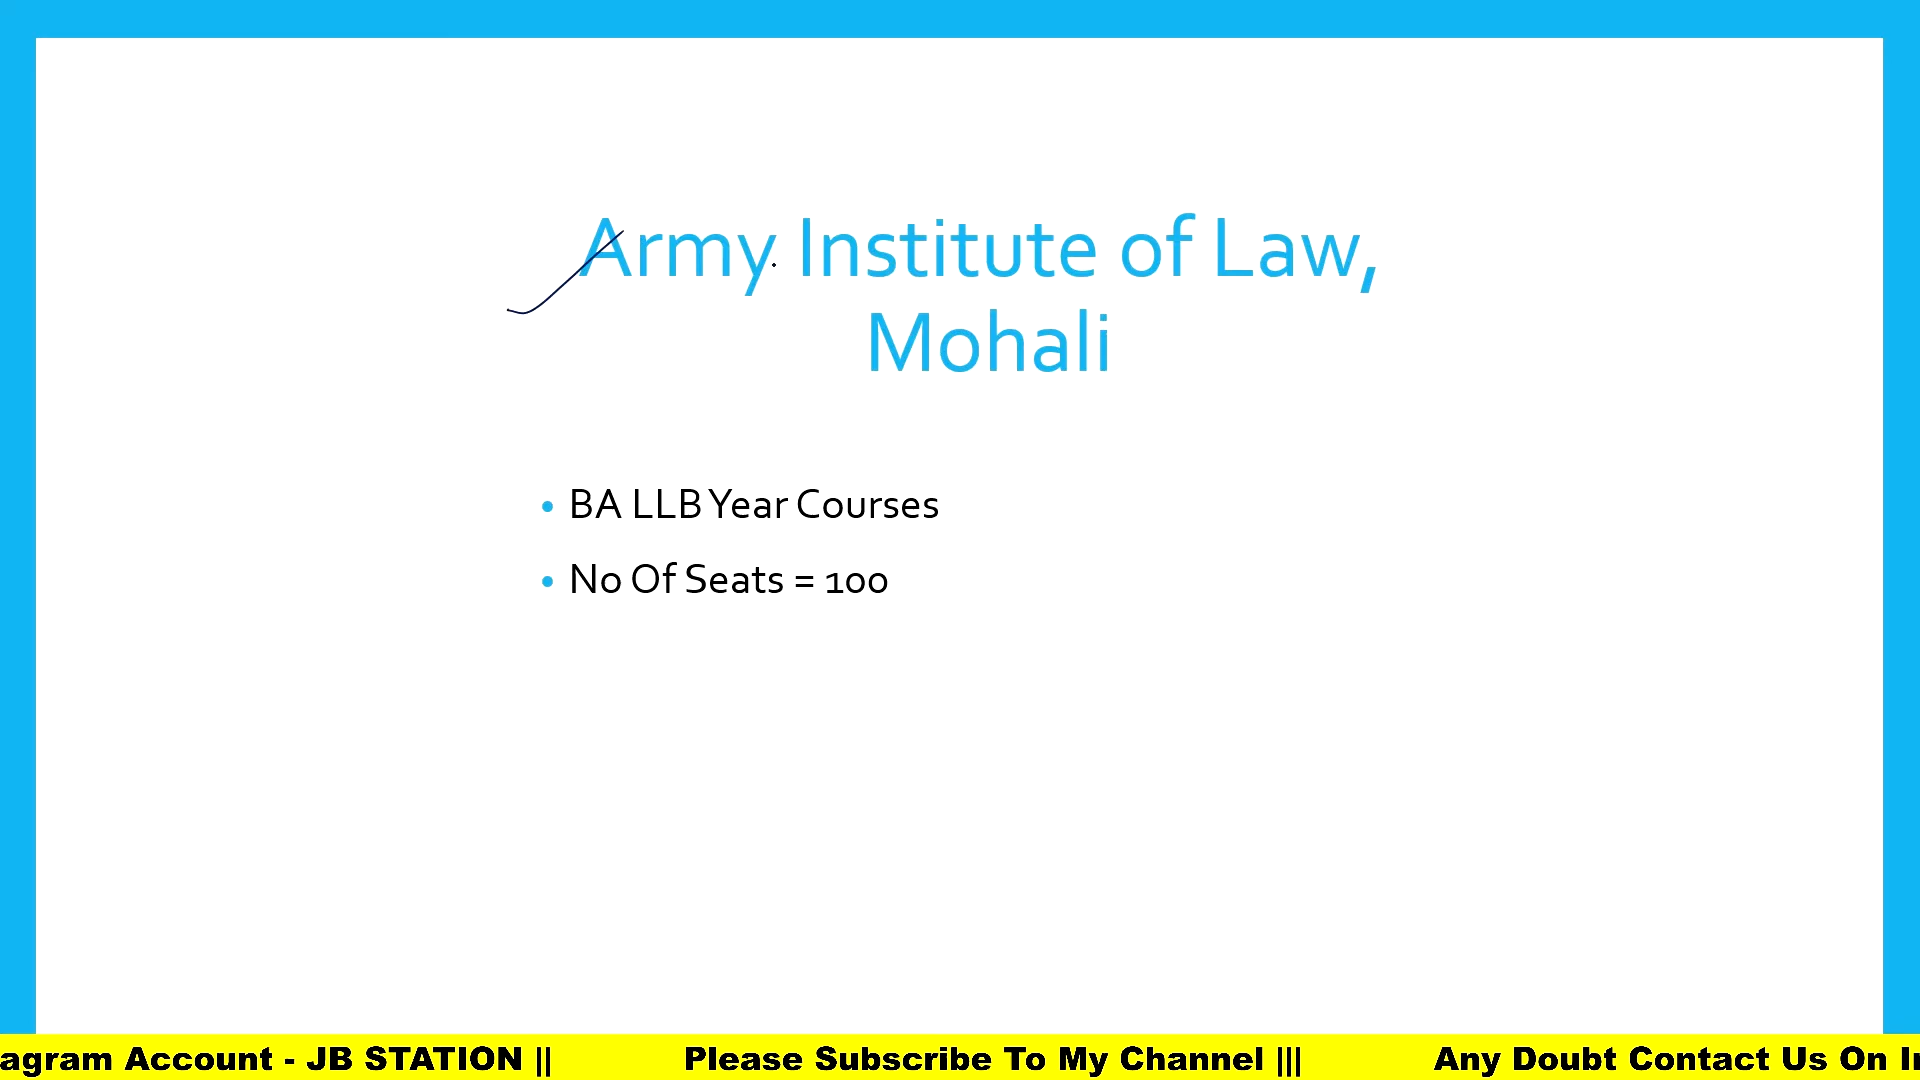 Army Institute of Law,
Mohali
• BA LLB Year Courses
• No Of Seats = 100
agram Account - JB STATION || Please Subscribe To My Channel ||| Any Doubt Contact Us On